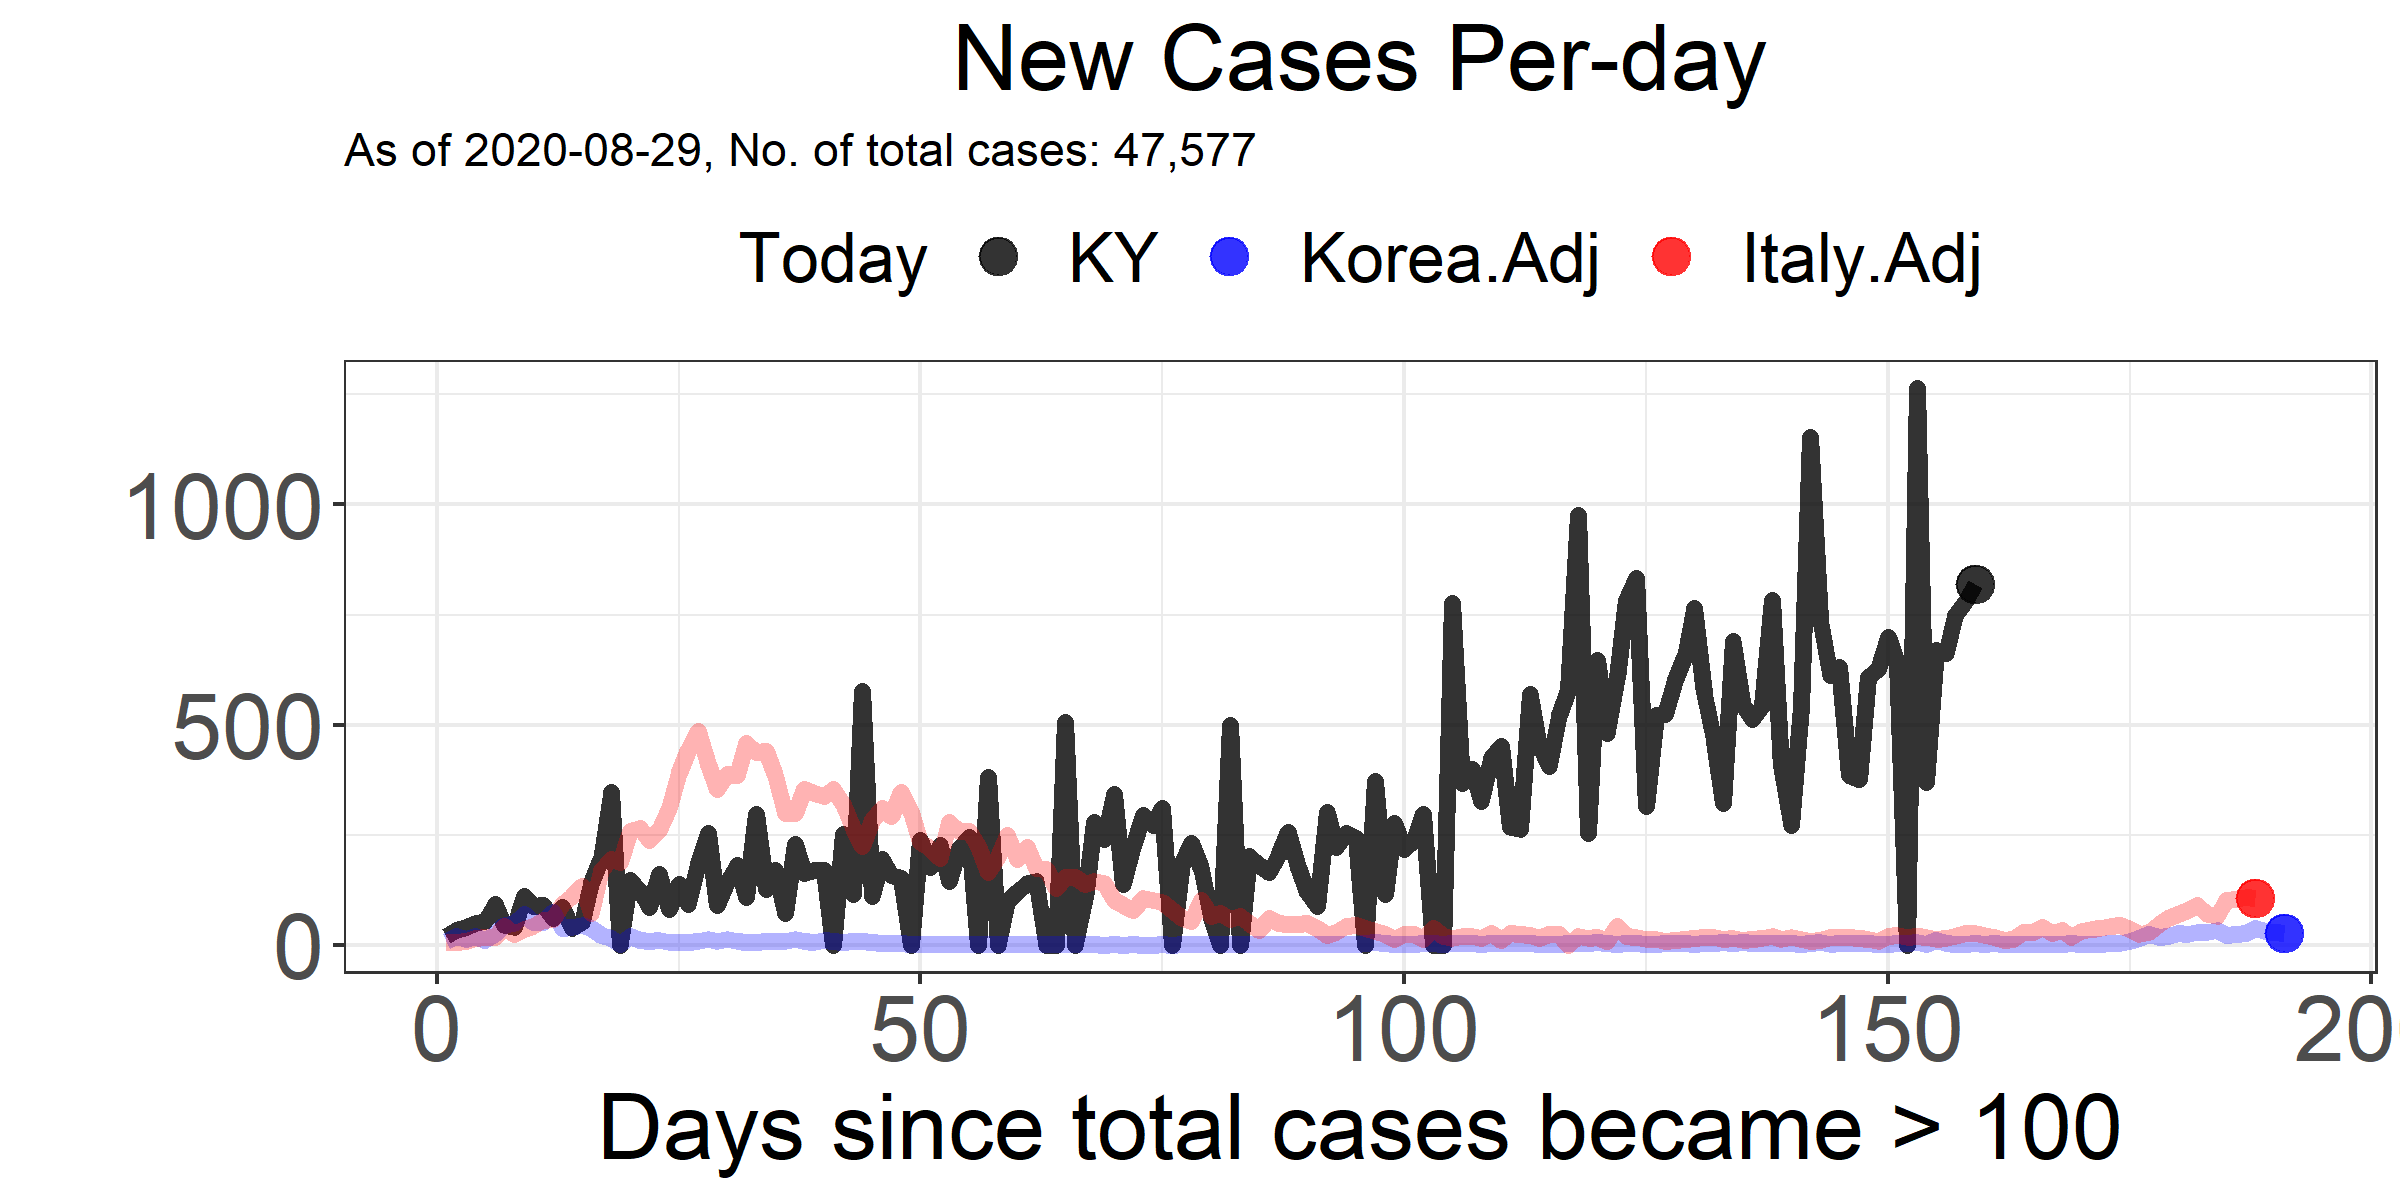 New Cases Per-day
As of 2020-08-29, No. of total cases: 47,577
Today KY Korea.Adj Italy.Adj
1000
500
0
0 50 100 150 20
Days since total cases became > 100